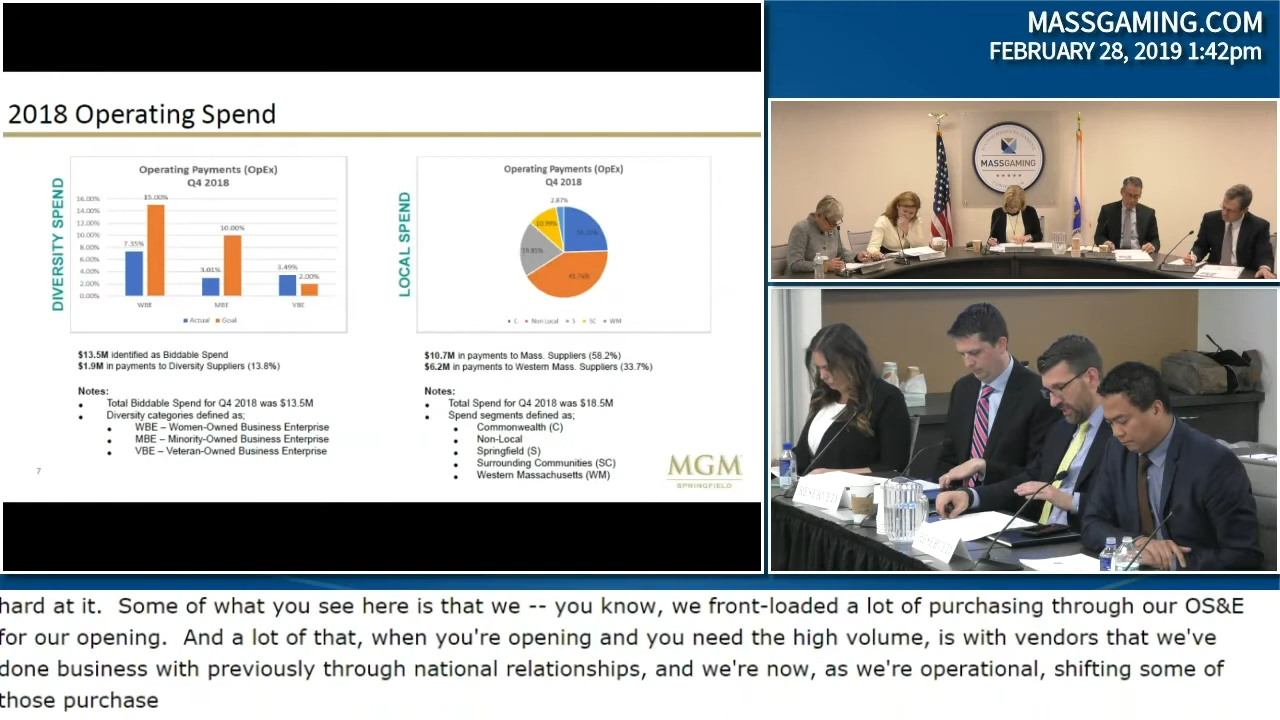 MASSGAMING.COM
FEBRUARY 28, 2019 1:42pm
2018 Operating Spend
DIVERSITY SPEND
Operating Payments (OpEx)
Q4 2018
16.00%
14.00%
12.00%
10.00%
8.00%
6.00%
4.00%
2.00%
0.00%
7.35%
15.00%
3.01%
10.00%
3.49%
2.00%
WBE
MBE
VBE
Actual Goal
LOCAL SPEND
Operating Payments (OpEx)
Q4 2018
2.87%
10.39%
41.76%
C Non-Local S SC WM
$13.5M identified as Biddable Spend
$1.9M in payments to Diversity Suppliers (13.8%)
Notes:
• Total Biddable Spend for Q4 2018 was $13.5M
• Diversity categories defined as;
• WBE – Women-Owned Business Enterprise
• MBE – Minority-Owned Business Enterprise
• VBE – Veteran-Owned Business Enterprise
$10.7M in payments to Mass. Suppliers (58.2%)
$6.2M in payments to Western Mass. Suppliers (33.7%)
Notes:
• Total Spend for Q4 2018 was $18.5M
• Spend segments defined as;
• Commonwealth (C)
• Non-Local
• Springfield (S)
• Surrounding Communities (SC)
• Western Massachusetts (WM)
7
MGM
SPRINGFIELD
MASSGAMING
RESERVED
RESERVED
hard at it.  Some of what you see here is that we -- you know, we front-loaded a lot of purchasing through our OS&E
for our opening.  And a lot of that, when you're opening and you need the high volume, is with vendors that we've
done business with previously through national relationships, and we're now, as we're operational, shifting some of
those purchase